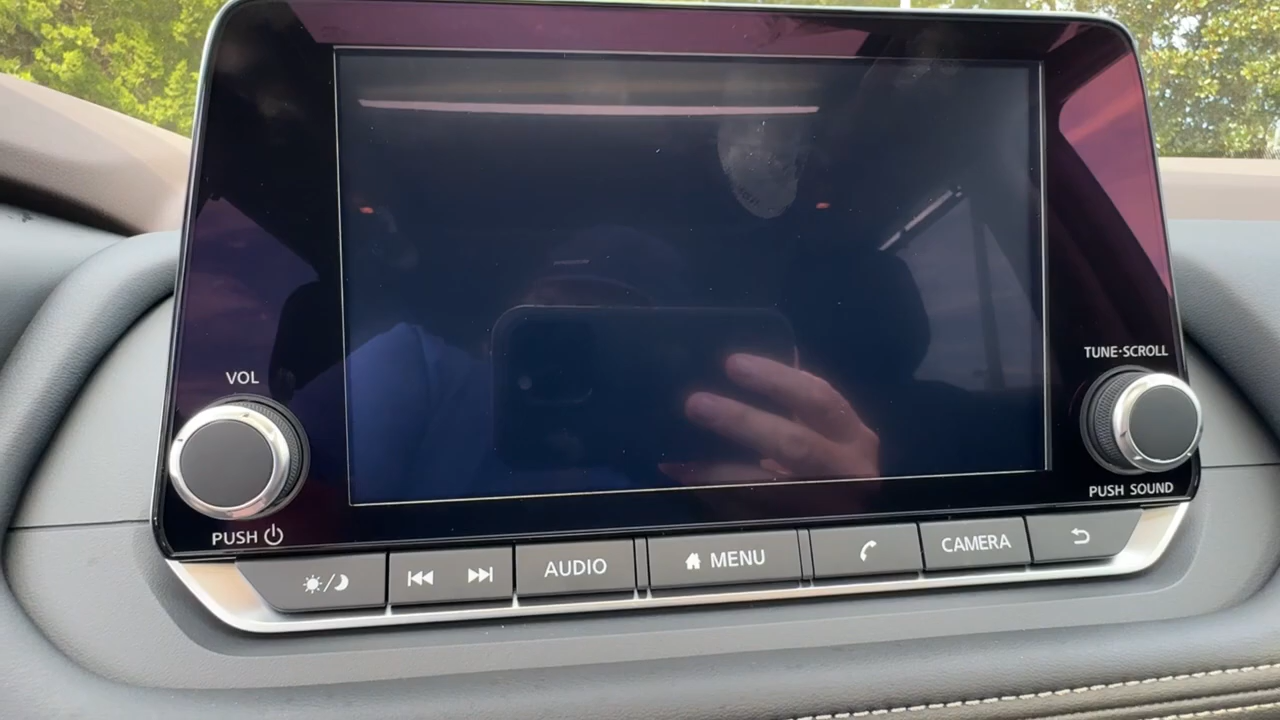 VOL
TUNE·SCROLL
PUSH
PUSH SOUND
AUDIO
MENU
CAMERA